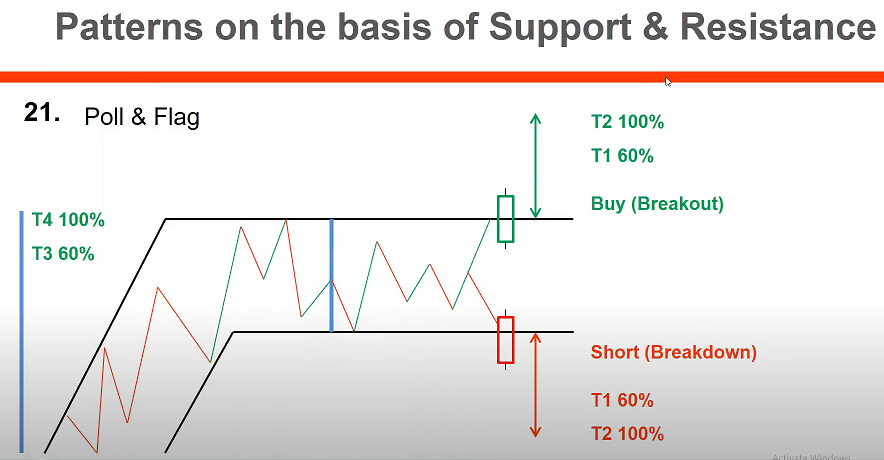 Patterns on the basis of Support & Resistance
21. Poll & Flag
T2 100%
T1 60%
Buy (Breakout)
T4 100%
T3 60%
Short (Breakdown)
T1 60%
T2 100%
Activate Windows